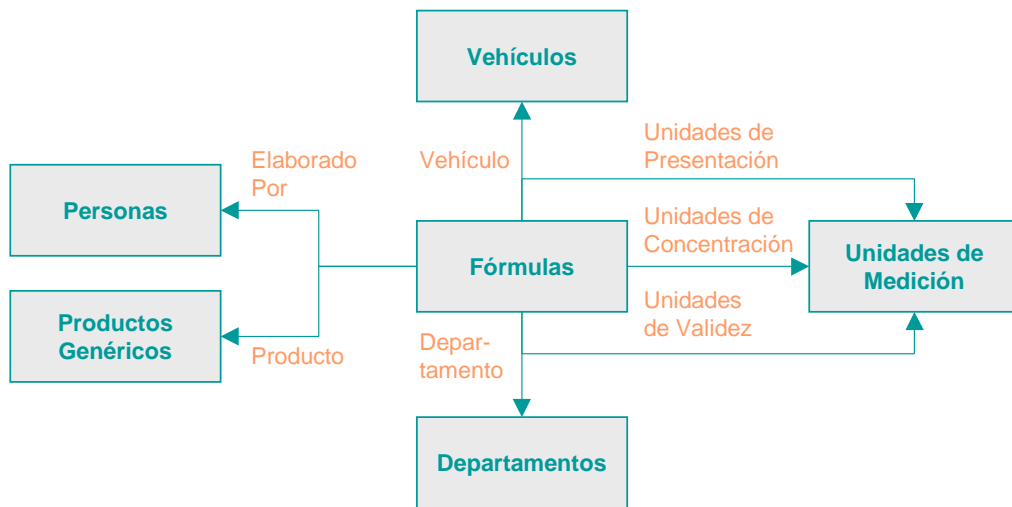 Vehículos
Elaborado
Por
Vehículo
Unidades de
Presentación
Personas
Unidades de
Concentración
Fórmulas
Unidades de
Medición
Productos
Genéricos
Producto
Depar-
tamento
Unidades
de Validez
Departamentos